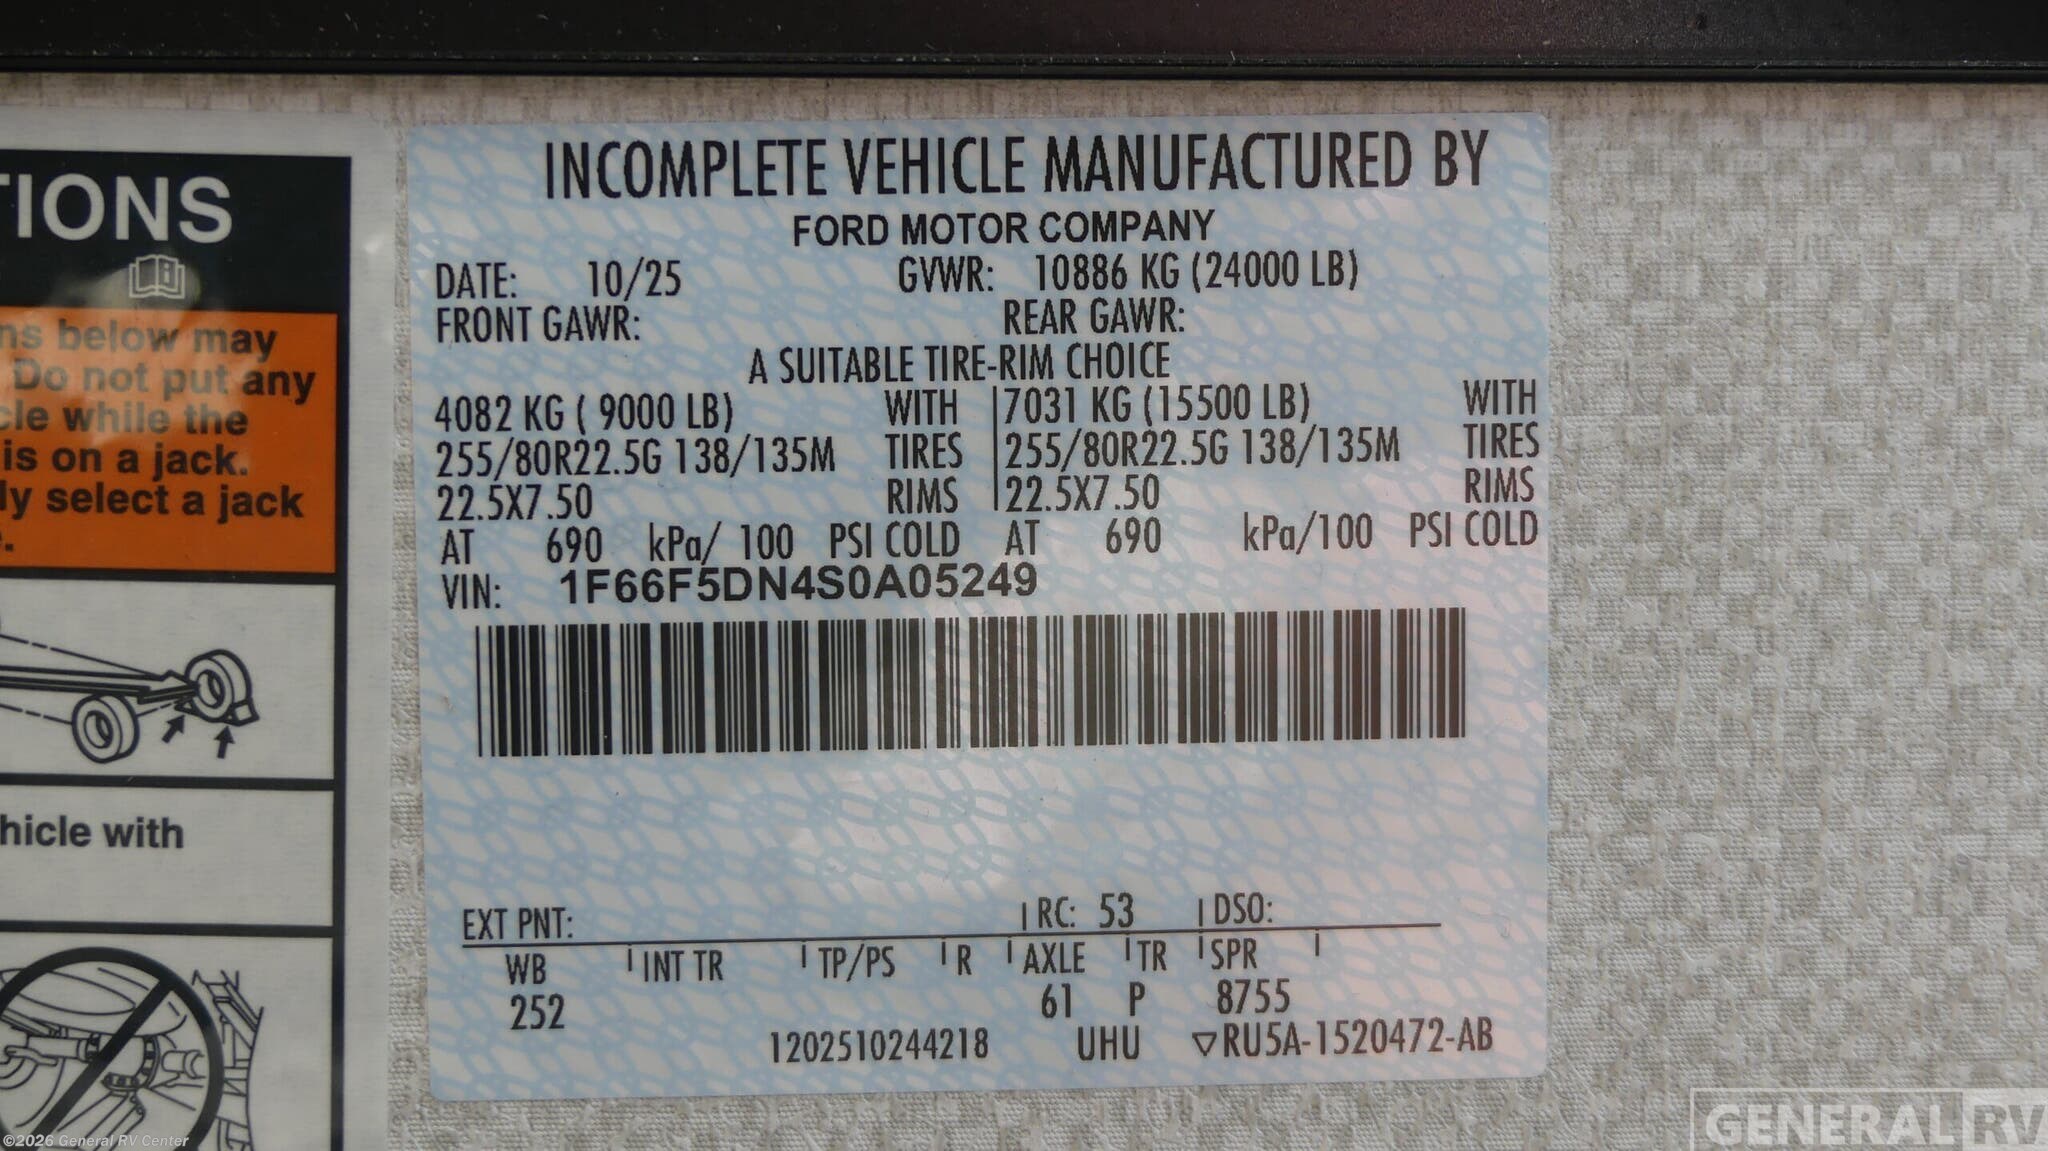 TIONS
ns below may
Do not put any
cle while the
is on a jack.
ly select a jack
hicle with
INCOMPLETE VEHICLE MANUFACTURED BY
FORD MOTOR COMPANY
DATE: 10/25 GVWR: 10886 KG (24000 LB)
FRONT GAWR: REAR GAWR:
A SUITABLE TIRE-RIM CHOICE
4082 KG ( 9000 LB) WITH 7031 KG (15500 LB) WITH
255/80R22.5G 138/135M TIRES 255/80R22.5G 138/135M TIRES
22.5X7.50 RIMS 22.5X7.50 RIMS
AT 690 kPa/ 100 PSI COLD AT 690 kPa/100 PSI COLD
VIN: 1F66F5DN4S0A05249
EXT PNT: RC: 53 DSO:
WB INT TR TP/PS R AXLE TR SPR
252 61 P 8755
1202510244218 UHU ▽RU5A-1520472-AB
©2026 General RV Center
GENERAL RV